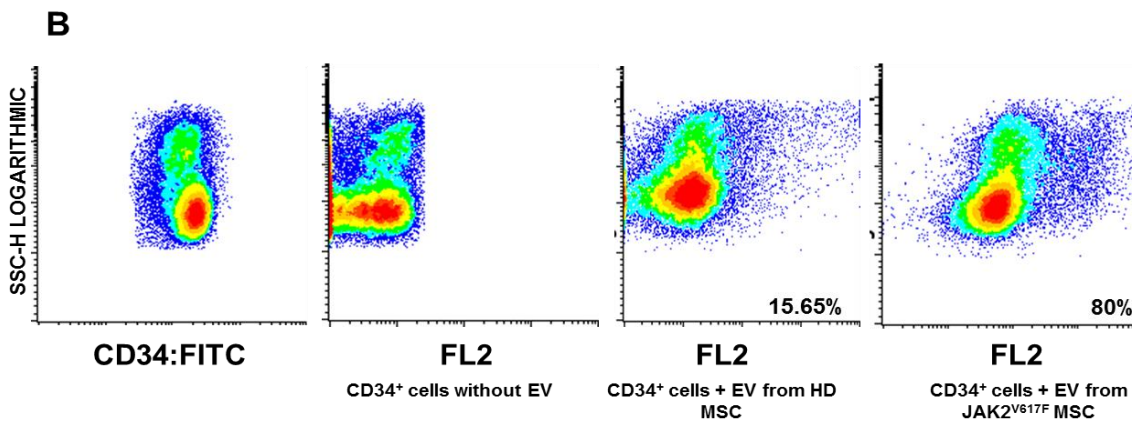 B
SSC-H LOGARITHMIC
CD34:FITC
FL2
CD34⁺ cells without EV
15.65%
FL2
CD34⁺ cells + EV from HD
MSC
80%
FL2
CD34⁺ cells + EV from
JAK2ⱽ⁶¹⁷ᶠ MSC